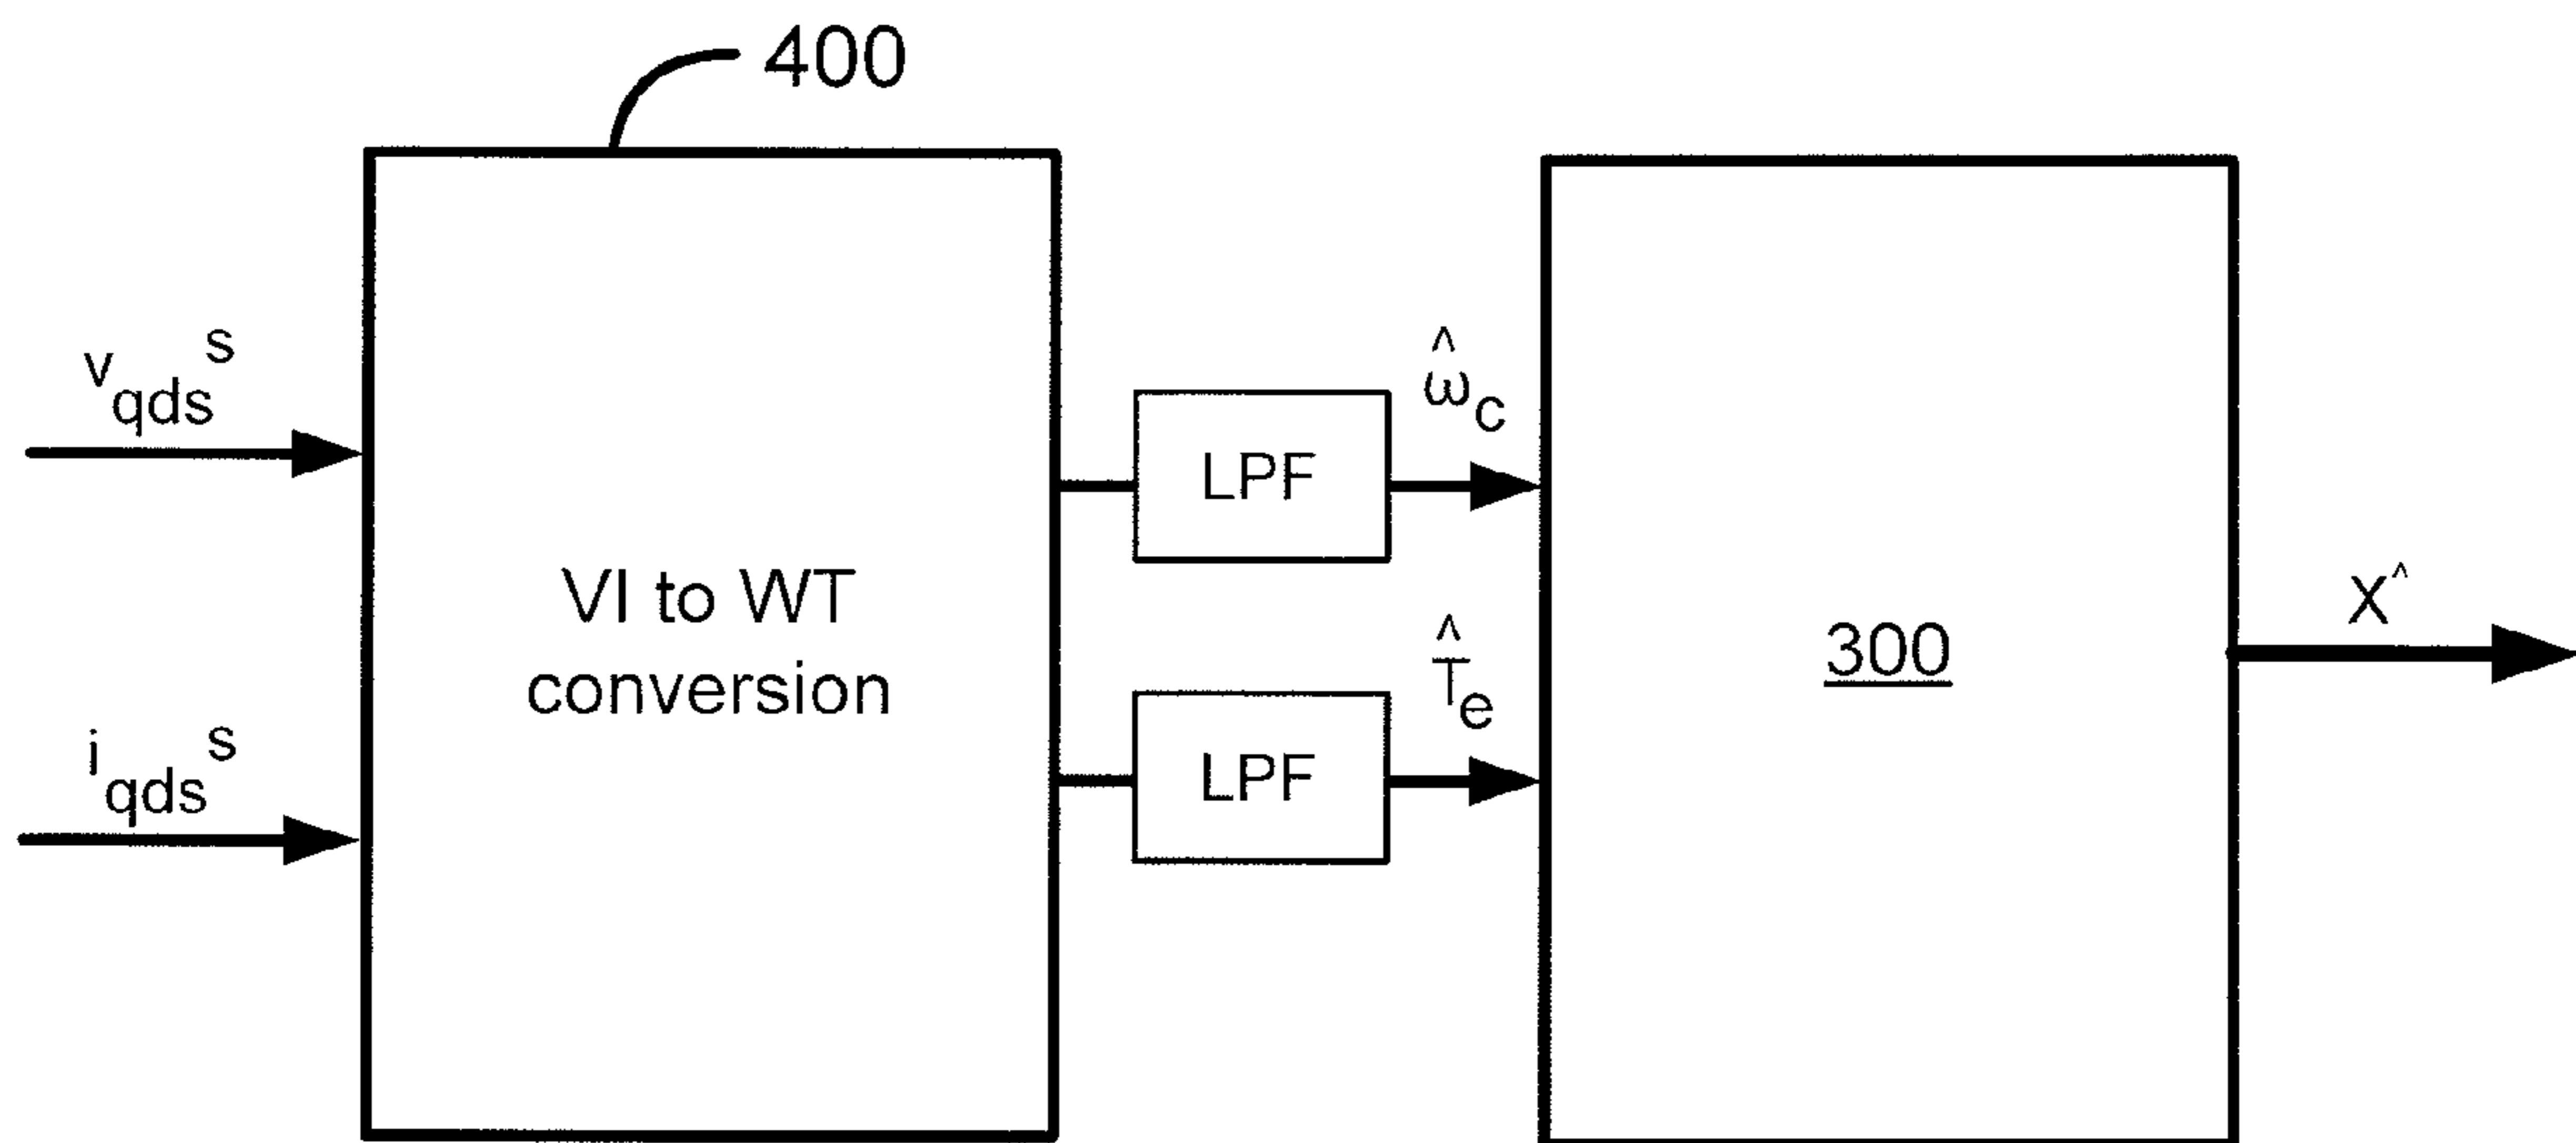 400
v_qds^s
i_qds^s
VI to WT
conversion
LPF
ω̂_c
LPF
T̂_e
300
X^